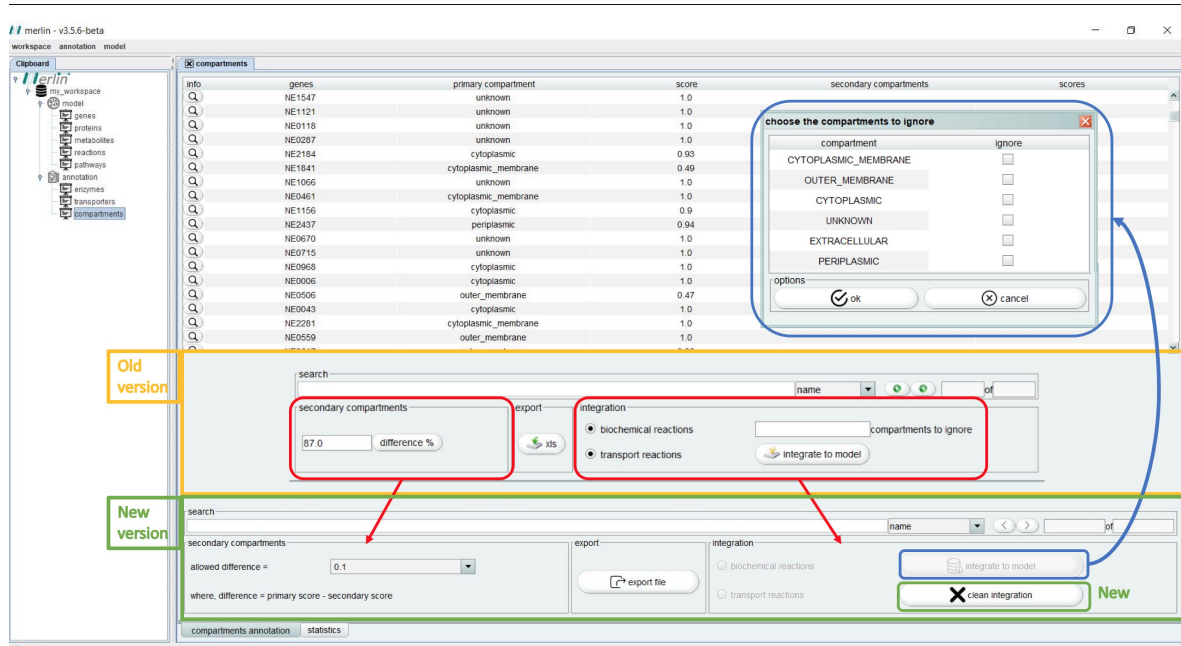 merlin - v3.5.6-beta
workspace annotation model
Clipboard
merlin
my_workspace
model
genes
proteins
metabolites
reactions
pathways
annotation
enzymes
transporters
compartments
compartments
info genes primary compartment score secondary compartments scores
NE1547 unknown 1.0
NE1121 unknown 1.0
NE0118 unknown 1.0
NE0287 unknown 1.0
NE2184 cytoplasmic 0.93
NE1841 cytoplasmic_membrane 0.49
NE1066 unknown 1.0
NE0461 cytoplasmic_membrane 1.0
NE1156 cytoplasmic 0.9
NE2437 periplasmic 0.94
NE0670 unknown 1.0
NE0715 unknown 1.0
NE0968 cytoplasmic 1.0
NE0006 cytoplasmic 1.0
NE0506 outer_membrane 0.47
NE0043 cytoplasmic 1.0
NE2281 cytoplasmic_membrane 1.0
NE0559 outer_membrane 1.0
choose the compartments to ignore
compartment ignore
CYTOPLASMIC_MEMBRANE
OUTER_MEMBRANE
CYTOPLASMIC
UNKNOWN
EXTRACELLULAR
PERIPLASMIC
options
ok cancel
Old
version
search
name of
secondary compartments export integration
87.0 difference % xls
biochemical reactions compartments to ignore
transport reactions integrate to model
New
version
search
name of
secondary compartments export integration
allowed difference = 0.1
where, difference = primary score - secondary score
export file
biochemical reactions integrate to model
transport reactions clean integration New
compartments annotation statistics